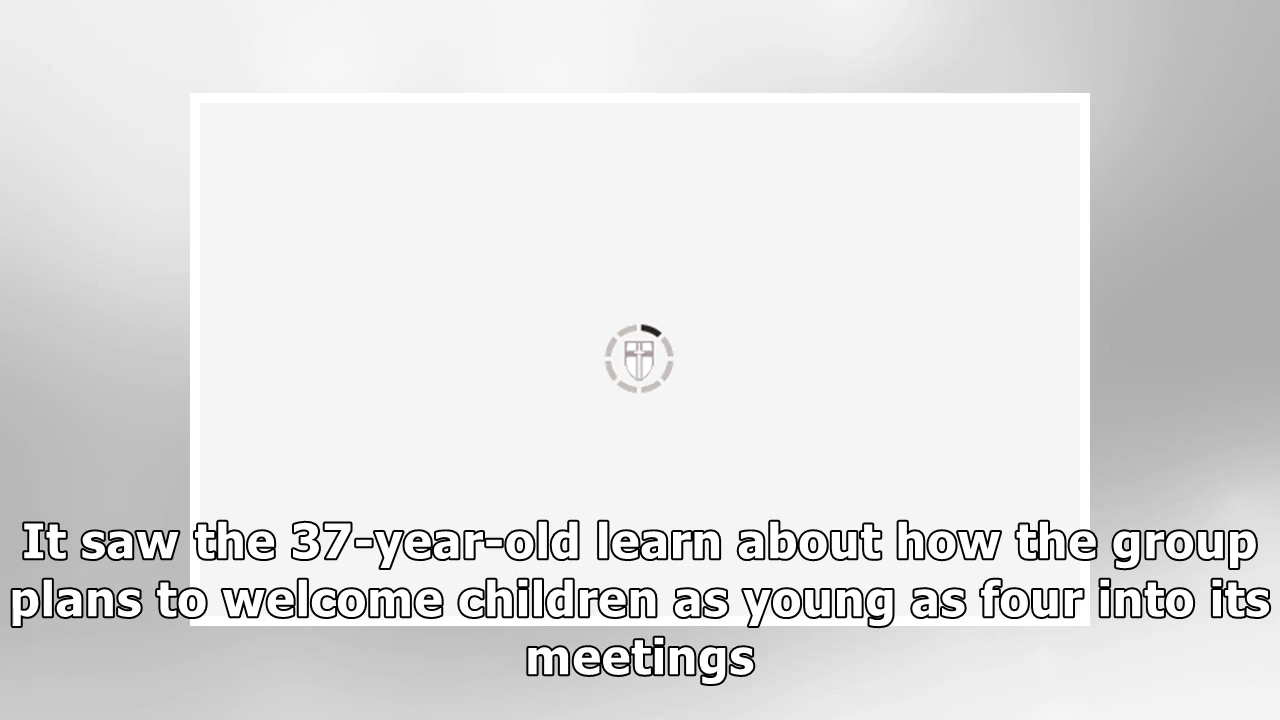 It saw the 37-year-old learn about how the group
plans to welcome children as young as four into its
meetings